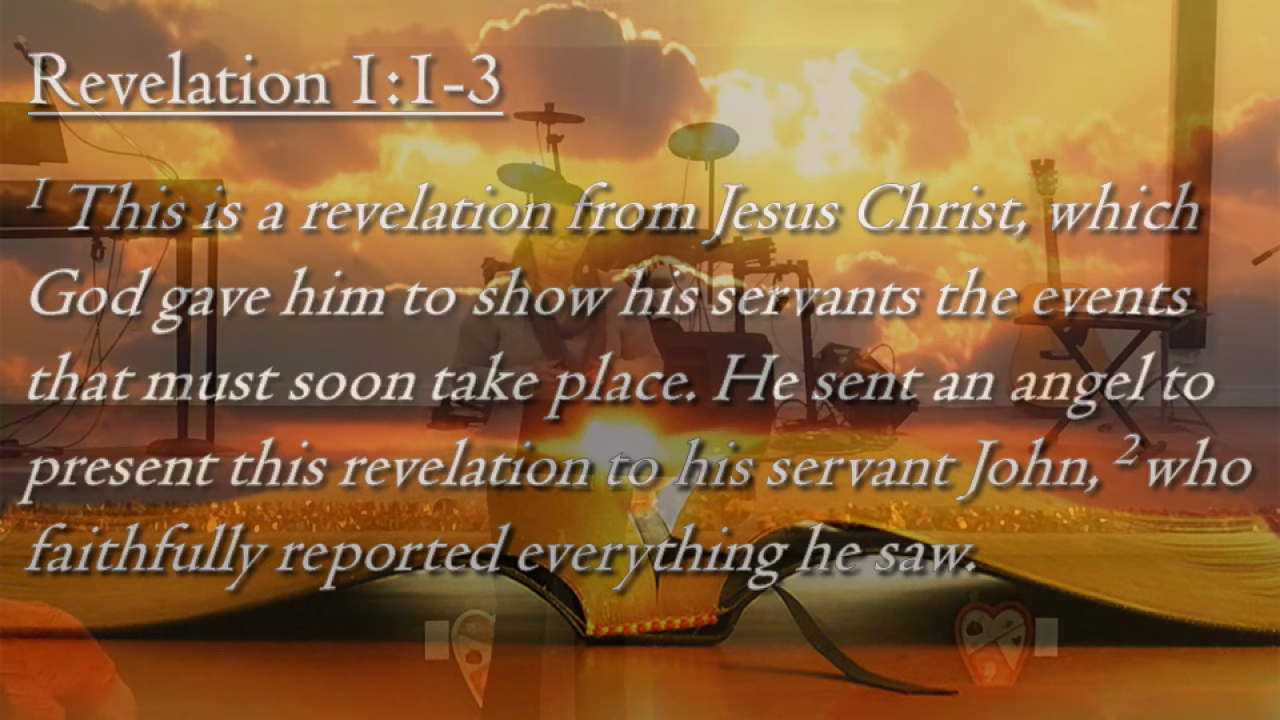 Revelation 1:1-3
1 This is a revelation from Jesus Christ, which
God gave him to show his servants the events
that must soon take place. He sent an angel to
present this revelation to his servant John, 2 who
faithfully reported everything he saw.